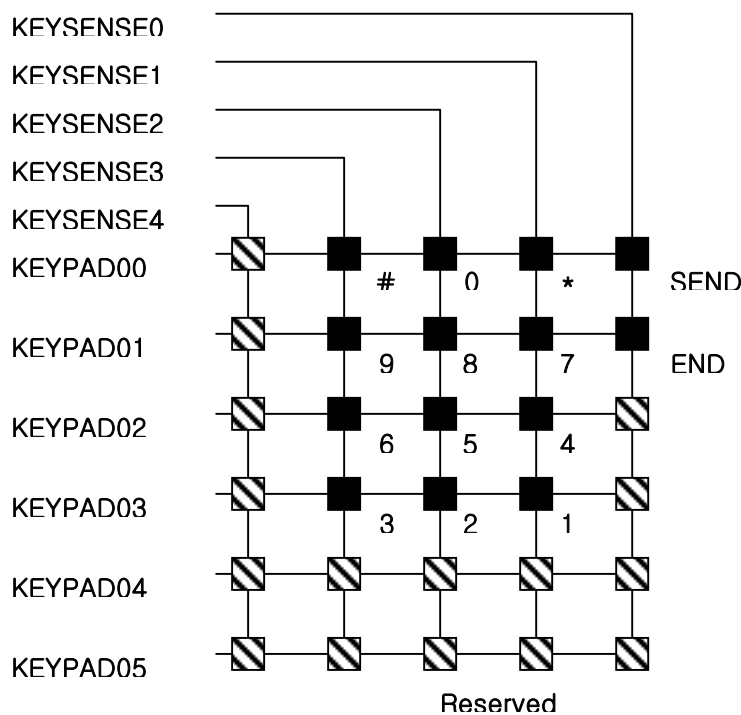 KEYSENSE0
KEYSENSE1
KEYSENSE2
KEYSENSE3
KEYSENSE4
KEYPAD00
# 0 * SEND
KEYPAD01
9 8 7 END
KEYPAD02
6 5 4
KEYPAD03
3 2 1
KEYPAD04
KEYPAD05
Reserved